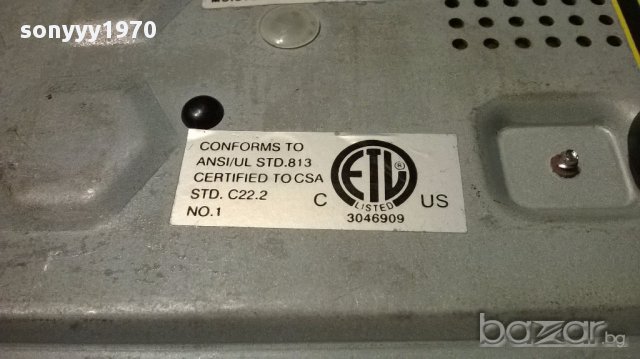 sonyyy1970
CONFORMS TO
ANSI/UL STD.813
CERTIFIED TO CSA
STD. C22.2
NO.1
C
ETL
®
LISTED
US
3046909
bazar.bg